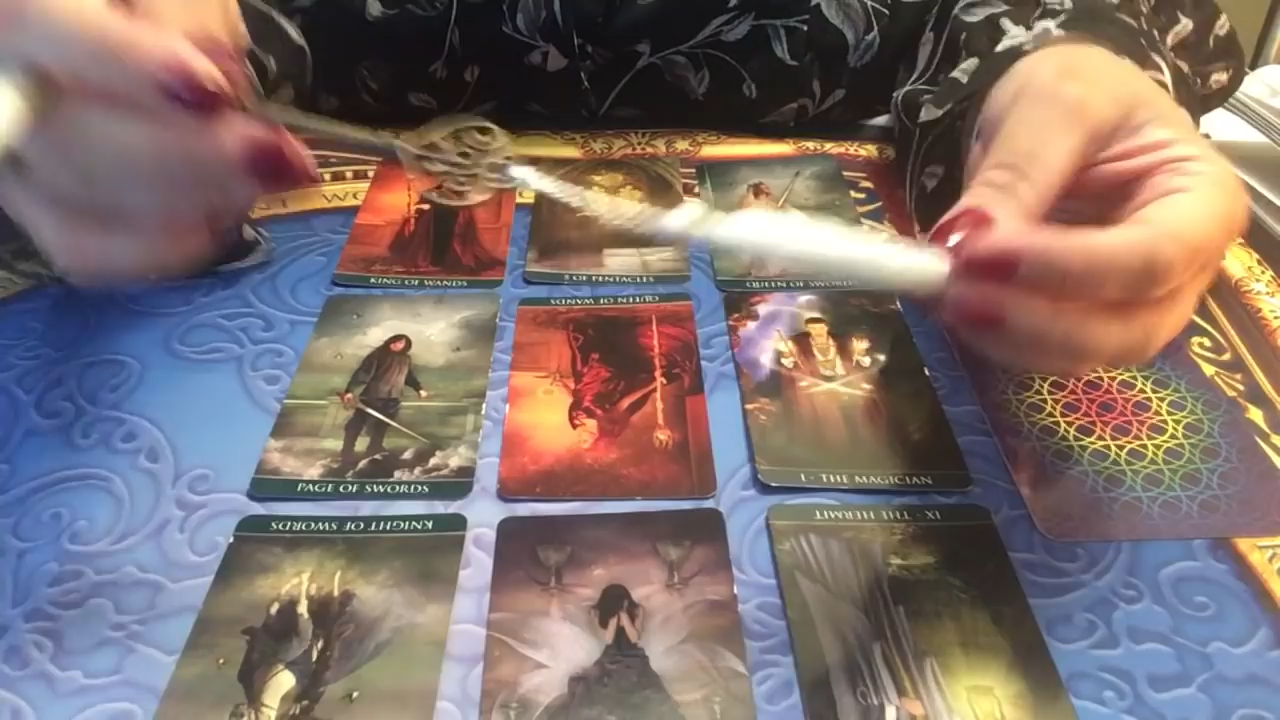 KING OF WANDS
OF PENTACLES
QUEEN OF SWORDS
PAGE OF SWORDS
QUEEN OF WANDS
I - THE MAGICIAN
KNIGHT OF SWORDS
IX - THE HERMIT